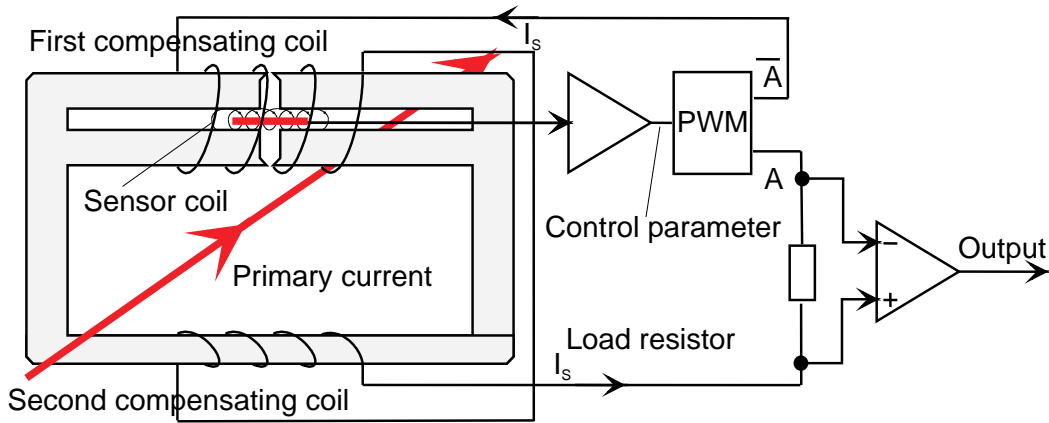 First compensating coil
Iₛ
A̅
PWM
A
Sensor coil
Control parameter
−
+
Output
Primary current
Load resistor
Iₛ
Second compensating coil